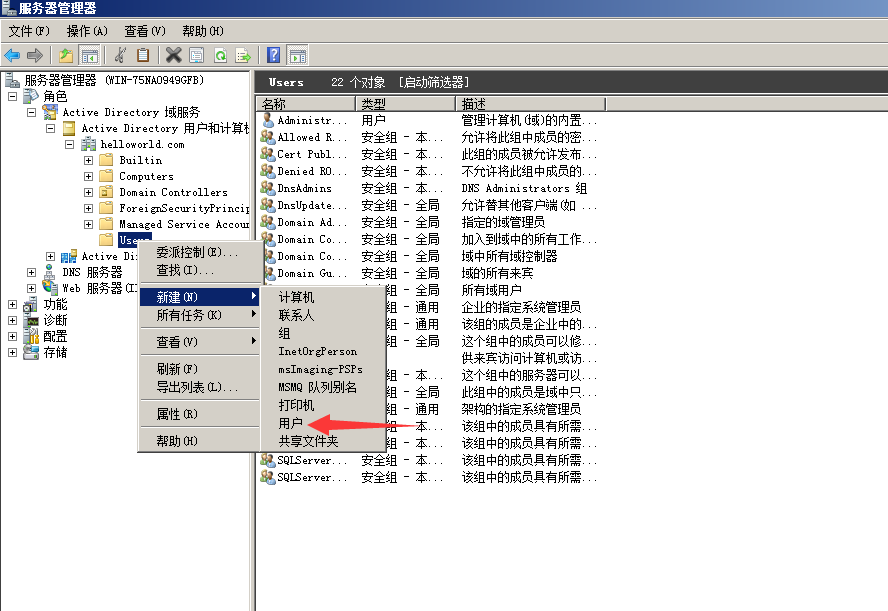 服务器管理器
文件(F) 操作(A) 查看(V) 帮助(H)
服务器管理器 (WIN-75NAO949GFB)
角色
Active Directory 域服务
Active Directory 用户和计算机
helloworld.com
Builtin
Computers
Domain Controllers
ForeignSecurityPrincip
Managed Service Accoun
Users
Active Di
DNS 服务器
Web 服务器(II
功能
诊断
配置
存储
委派控制(E)...
查找(I)...
新建(N)
所有任务(K)
查看(V)
刷新(F)
导出列表(L)...
属性(R)
帮助(H)
计算机
联系人
组
InetOrgPerson
msImaging-PSPs
MSMQ 队列别名
打印机
用户
共享文件夹
Users 22 个对象 [启动筛选器]
名称 类型 描述
Administr... 用户 管理计算机(域)的内置...
Allowed R... 安全组 - 本... 允许将此组中成员的密...
Cert Publ... 安全组 - 本... 此组的成员被允许发布...
Denied RO... 安全组 - 本... 不允许将此组中成员的...
DnsAdmins 安全组 - 本... DNS Administrators 组
DnsUpdate... 安全组 - 全局 允许替其他客户端(如 ...
Domain Ad... 安全组 - 全局 指定的域管理员
Domain Co... 安全组 - 全局 加入到域中的所有工作...
Domain Co... 安全组 - 全局 域中所有域控制器
Domain Gu... 安全组 - 全局 域的所有来宾
组 - 全局 所有域用户
组 - 通用 企业的指定系统管理员
组 - 通用 该组的成员是企业中的...
组 - 全局 这个组中的成员可以修...
供来宾访问计算机或访...
组 - 本... 这个组中的服务器可以...
组 - 全局 此组中的成员是域中只...
组 - 通用 架构的指定系统管理员
组 - 本... 该组中的成员具有所需...
组 - 本... 该组中的成员具有所需...
SQLServer... 安全组 - 本... 该组中的成员具有所需...
SQLServer... 安全组 - 本... 该组中的成员具有所需...